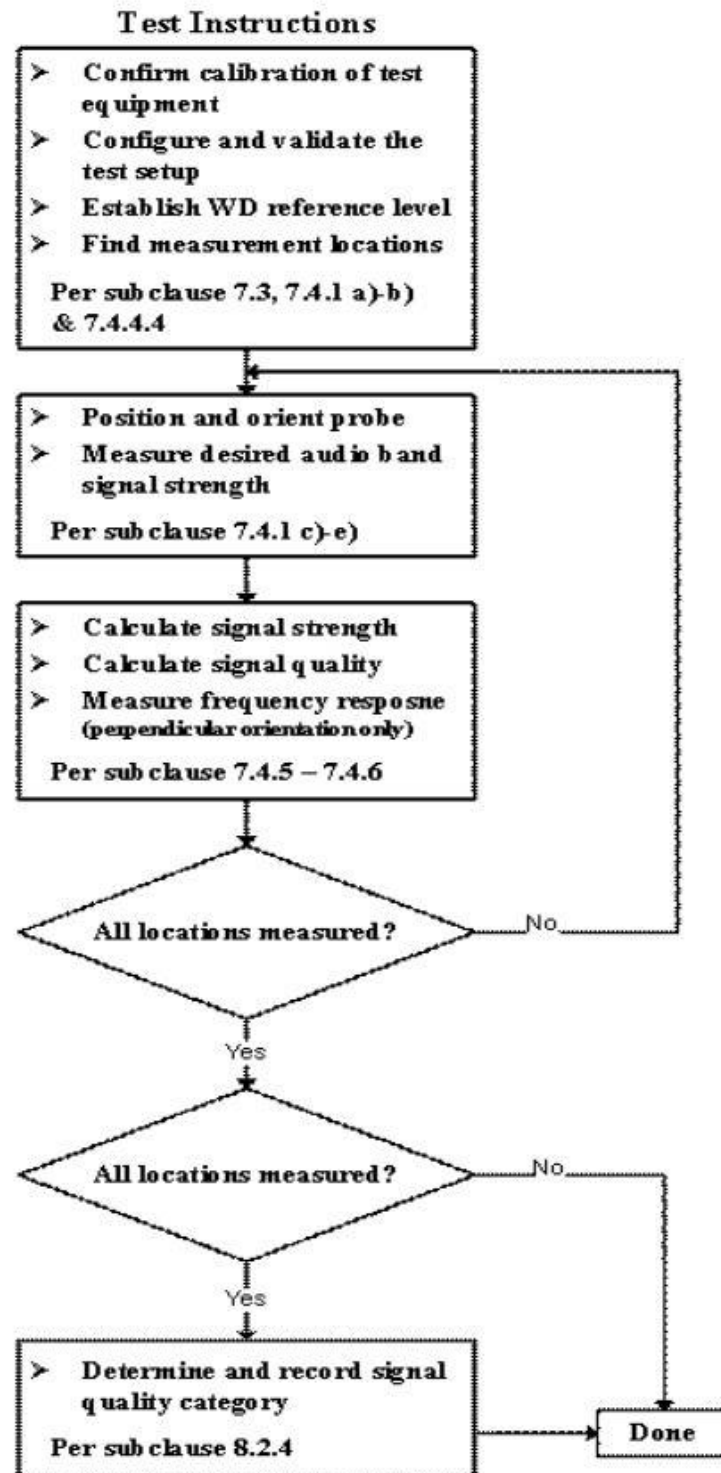 Test Instructions
➢ Confirm calibration of test
equipment
➢ Configure and validate the
test setup
➢ Establish WD reference level
➢ Find measurement locations
Per subclause 7.3, 7.4.1 a)-b)
& 7.4.4.4
➢ Position and orient probe
➢ Measure desired audio band
signal strength
Per subclause 7.4.1 c)-e)
➢ Calculate signal strength
➢ Calculate signal quality
➢ Measure frequency resposne
(perpendicular orientation only)
Per subclause 7.4.5 – 7.4.6
All locations measured?
No
Yes
All locations measured?
No
Yes
➢ Determine and record signal
quality category
Per subclause 8.2.4
Done